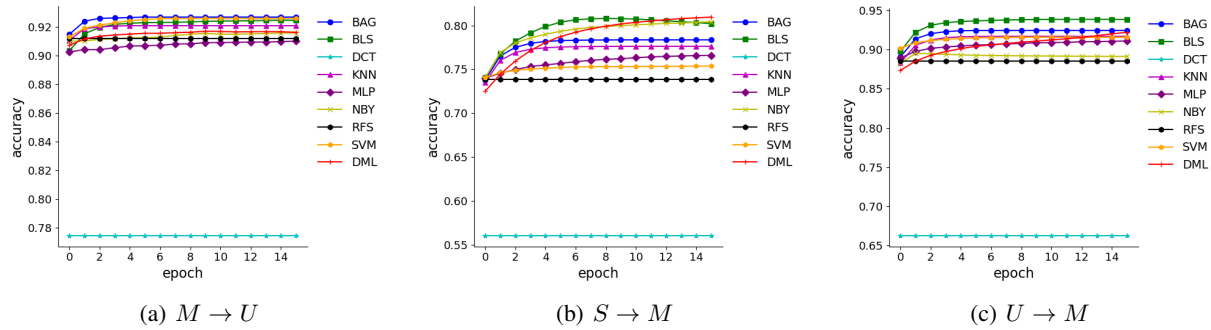 0.92
0.90
0.88
0.86
0.84
0.82
0.80
0.78
accuracy
0 2 4 6 8 10 12 14
epoch
BAG
BLS
DCT
KNN
MLP
NBY
RFS
SVM
DML
(a) M → U
0.80
0.75
0.70
0.65
0.60
0.55
accuracy
0 2 4 6 8 10 12 14
epoch
BAG
BLS
DCT
KNN
MLP
NBY
RFS
SVM
DML
(b) S → M
0.95
0.90
0.85
0.80
0.75
0.70
0.65
accuracy
0 2 4 6 8 10 12 14
epoch
BAG
BLS
DCT
KNN
MLP
NBY
RFS
SVM
DML
(c) U → M